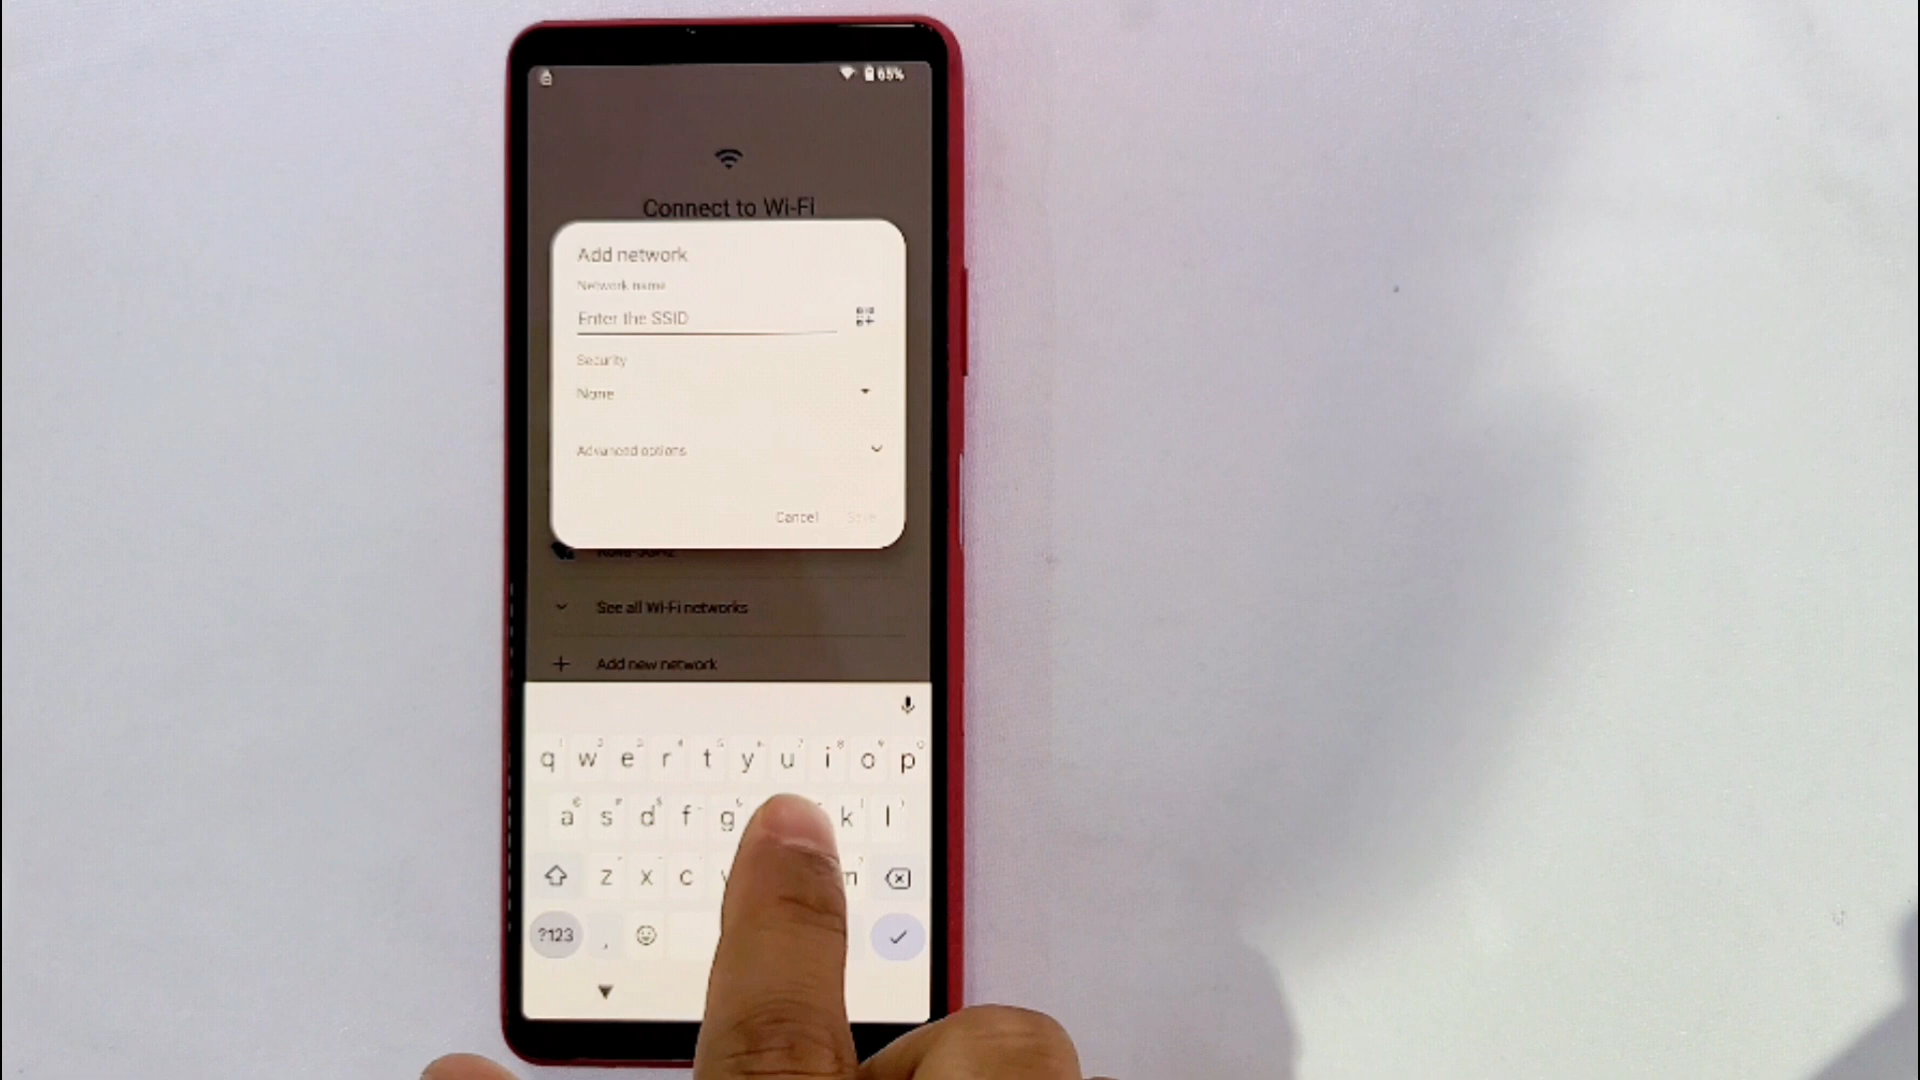 65%
Connect to Wi-Fi
Add network
Network name
Enter the SSID
Security
None
Advanced options
Cancel Save
See all Wi-Fi networks
Add new network
q w e r t y u i o p
a s d f g k l
z x c v m
?123 ,